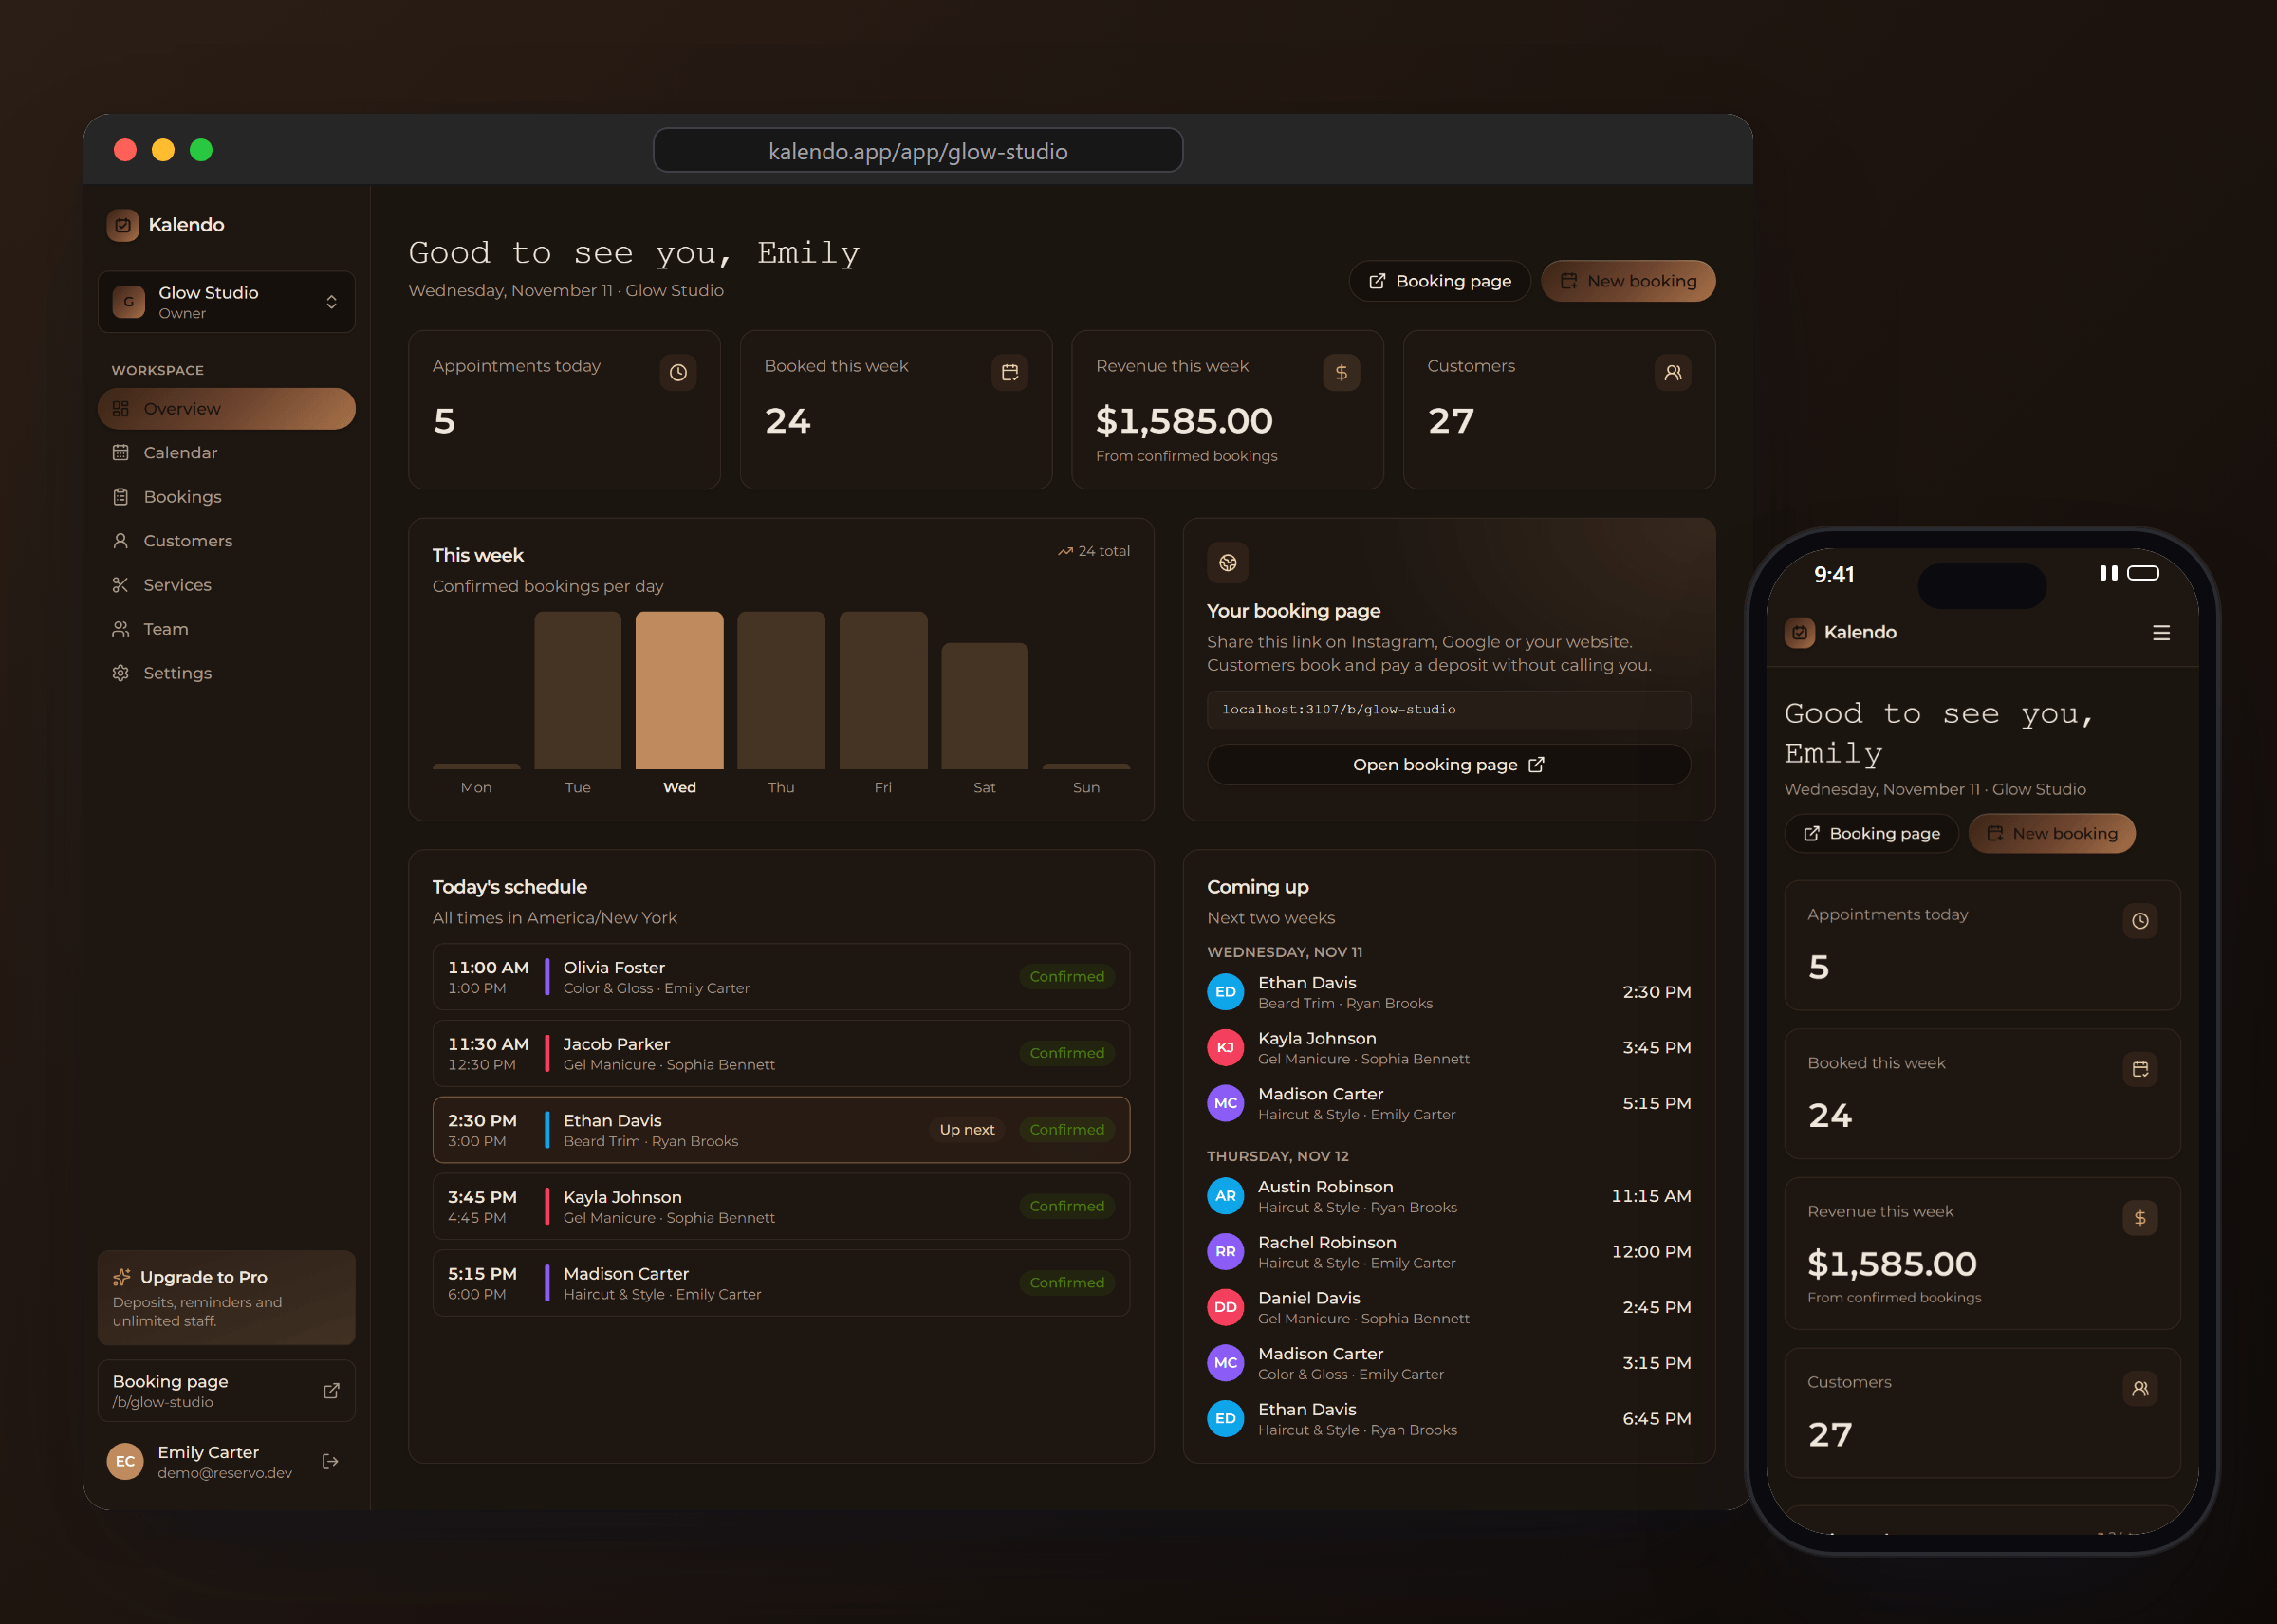 kalendo.app/app/glow-studio
Kalendo
G
Glow Studio
Owner
WORKSPACE
Overview
Calendar
Bookings
Customers
Services
Team
Settings
Upgrade to Pro
Deposits, reminders and
unlimited staff.
Booking page
/b/glow-studio
EC
Emily Carter
demo@reservo.dev
Good to see you, Emily
Wednesday, November 11 · Glow Studio
Booking page
New booking
Appointments today
5
Booked this week
24
Revenue this week
$1,585.00
From confirmed bookings
Customers
27
This week
24 total
Confirmed bookings per day
Mon Tue Wed Thu Fri Sat Sun
Your booking page
Share this link on Instagram, Google or your website.
Customers book and pay a deposit without calling you.
localhost:3107/b/glow-studio
Open booking page
Today's schedule
All times in America/New York
11:00 AM Olivia Foster Confirmed
1:00 PM Color & Gloss · Emily Carter
11:30 AM Jacob Parker Confirmed
12:30 PM Gel Manicure · Sophia Bennett
2:30 PM Ethan Davis Up next Confirmed
3:00 PM Beard Trim · Ryan Brooks
3:45 PM Kayla Johnson Confirmed
4:45 PM Gel Manicure · Sophia Bennett
5:15 PM Madison Carter Confirmed
6:00 PM Haircut & Style · Emily Carter
Coming up
Next two weeks
WEDNESDAY, NOV 11
ED Ethan Davis 2:30 PM
Beard Trim · Ryan Brooks
KJ Kayla Johnson 3:45 PM
Gel Manicure · Sophia Bennett
MC Madison Carter 5:15 PM
Haircut & Style · Emily Carter
THURSDAY, NOV 12
AR Austin Robinson 11:15 AM
Haircut & Style · Ryan Brooks
RR Rachel Robinson 12:00 PM
Haircut & Style · Emily Carter
DD Daniel Davis 2:45 PM
Gel Manicure · Sophia Bennett
MC Madison Carter 3:15 PM
Color & Gloss · Emily Carter
ED Ethan Davis 6:45 PM
Haircut & Style · Ryan Brooks
9:41
Kalendo
Good to see you,
Emily
Wednesday, November 11 · Glow Studio
Booking page
New booking
Appointments today
5
Booked this week
24
Revenue this week
$1,585.00
From confirmed bookings
Customers
27